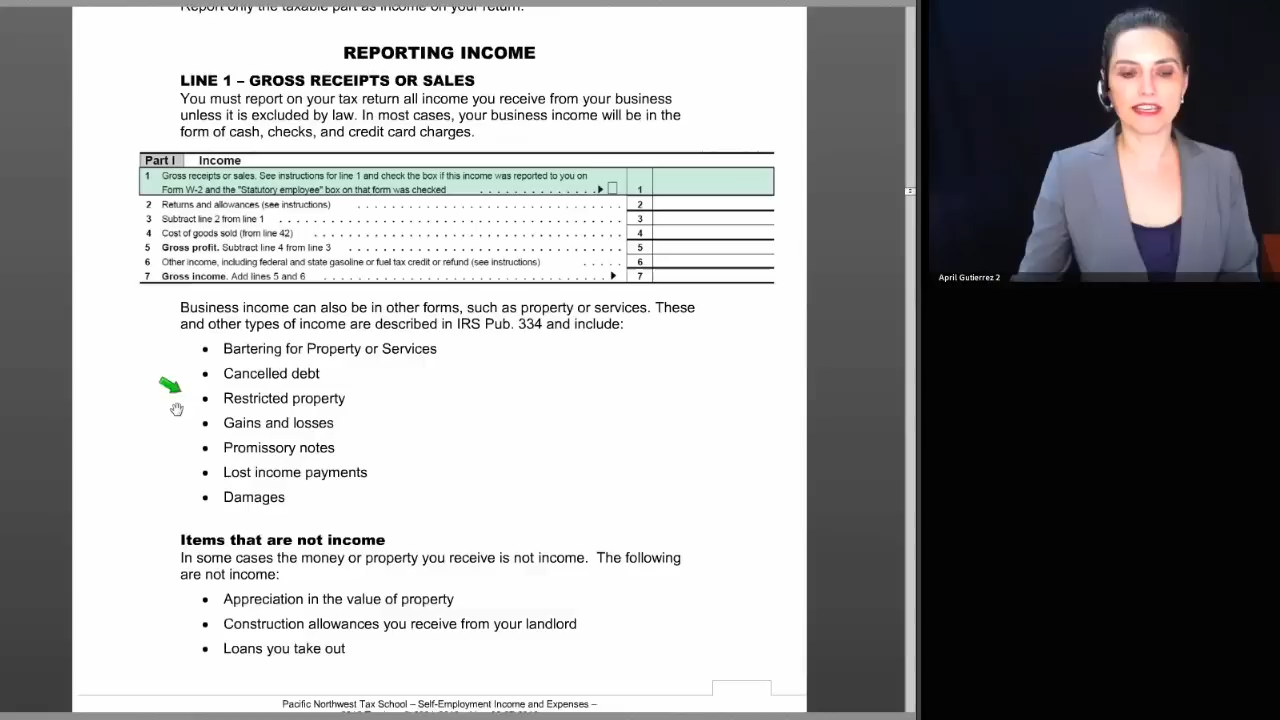 Report only the taxable part as income on your return.
REPORTING INCOME
LINE 1 – GROSS RECEIPTS OR SALES
You must report on your tax return all income you receive from your business
unless it is excluded by law. In most cases, your business income will be in the
form of cash, checks, and credit card charges.
Part I Income
1 Gross receipts or sales. See instructions for line 1 and check the box if this income was reported to you on
Form W-2 and the "Statutory employee" box on that form was checked 1
2 Returns and allowances (see instructions) 2
3 Subtract line 2 from line 1 3
4 Cost of goods sold (from line 42) 4
5 Gross profit. Subtract line 4 from line 3 5
6 Other income, including federal and state gasoline or fuel tax credit or refund (see instructions) 6
7 Gross income. Add lines 5 and 6 7
Business income can also be in other forms, such as property or services. These
and other types of income are described in IRS Pub. 334 and include:
• Bartering for Property or Services
• Cancelled debt
• Restricted property
• Gains and losses
• Promissory notes
• Lost income payments
• Damages
Items that are not income
In some cases the money or property you receive is not income. The following
are not income:
• Appreciation in the value of property
• Construction allowances you receive from your landlord
• Loans you take out
Pacific Northwest Tax School – Self-Employment Income and Expenses –
April Gutierrez 2